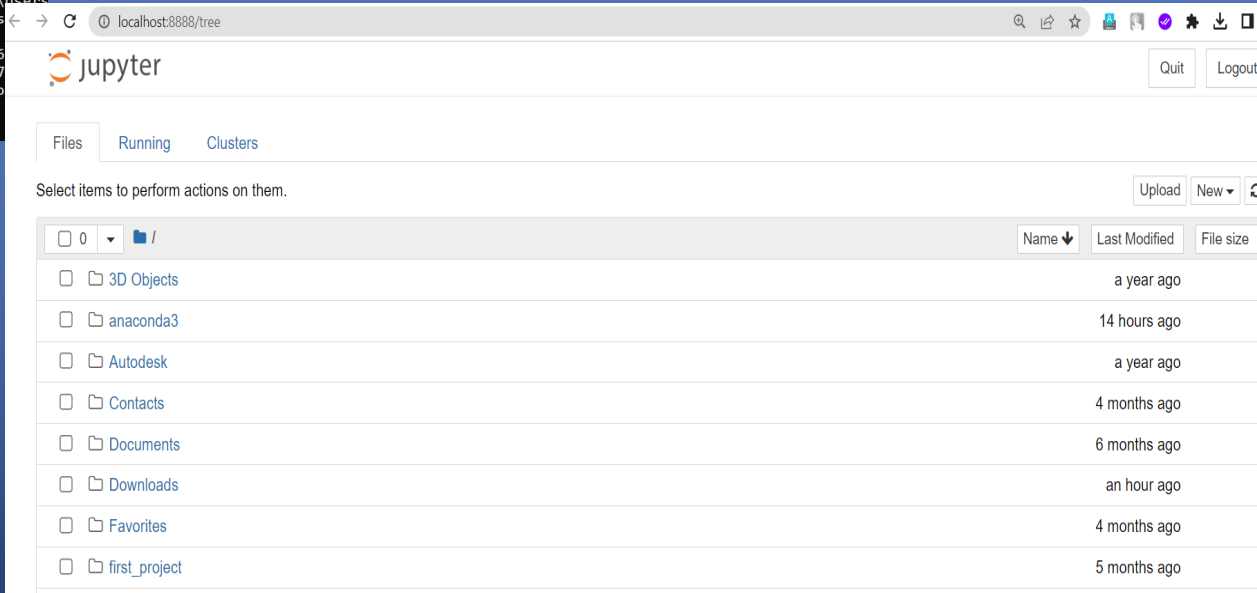 localhost:8888/tree
jupyter
Quit
Logout
Files Running Clusters
Select items to perform actions on them.
Upload New
0 /
Name Last Modified File size
3D Objects a year ago
anaconda3 14 hours ago
Autodesk a year ago
Contacts 4 months ago
Documents 6 months ago
Downloads an hour ago
Favorites 4 months ago
first_project 5 months ago